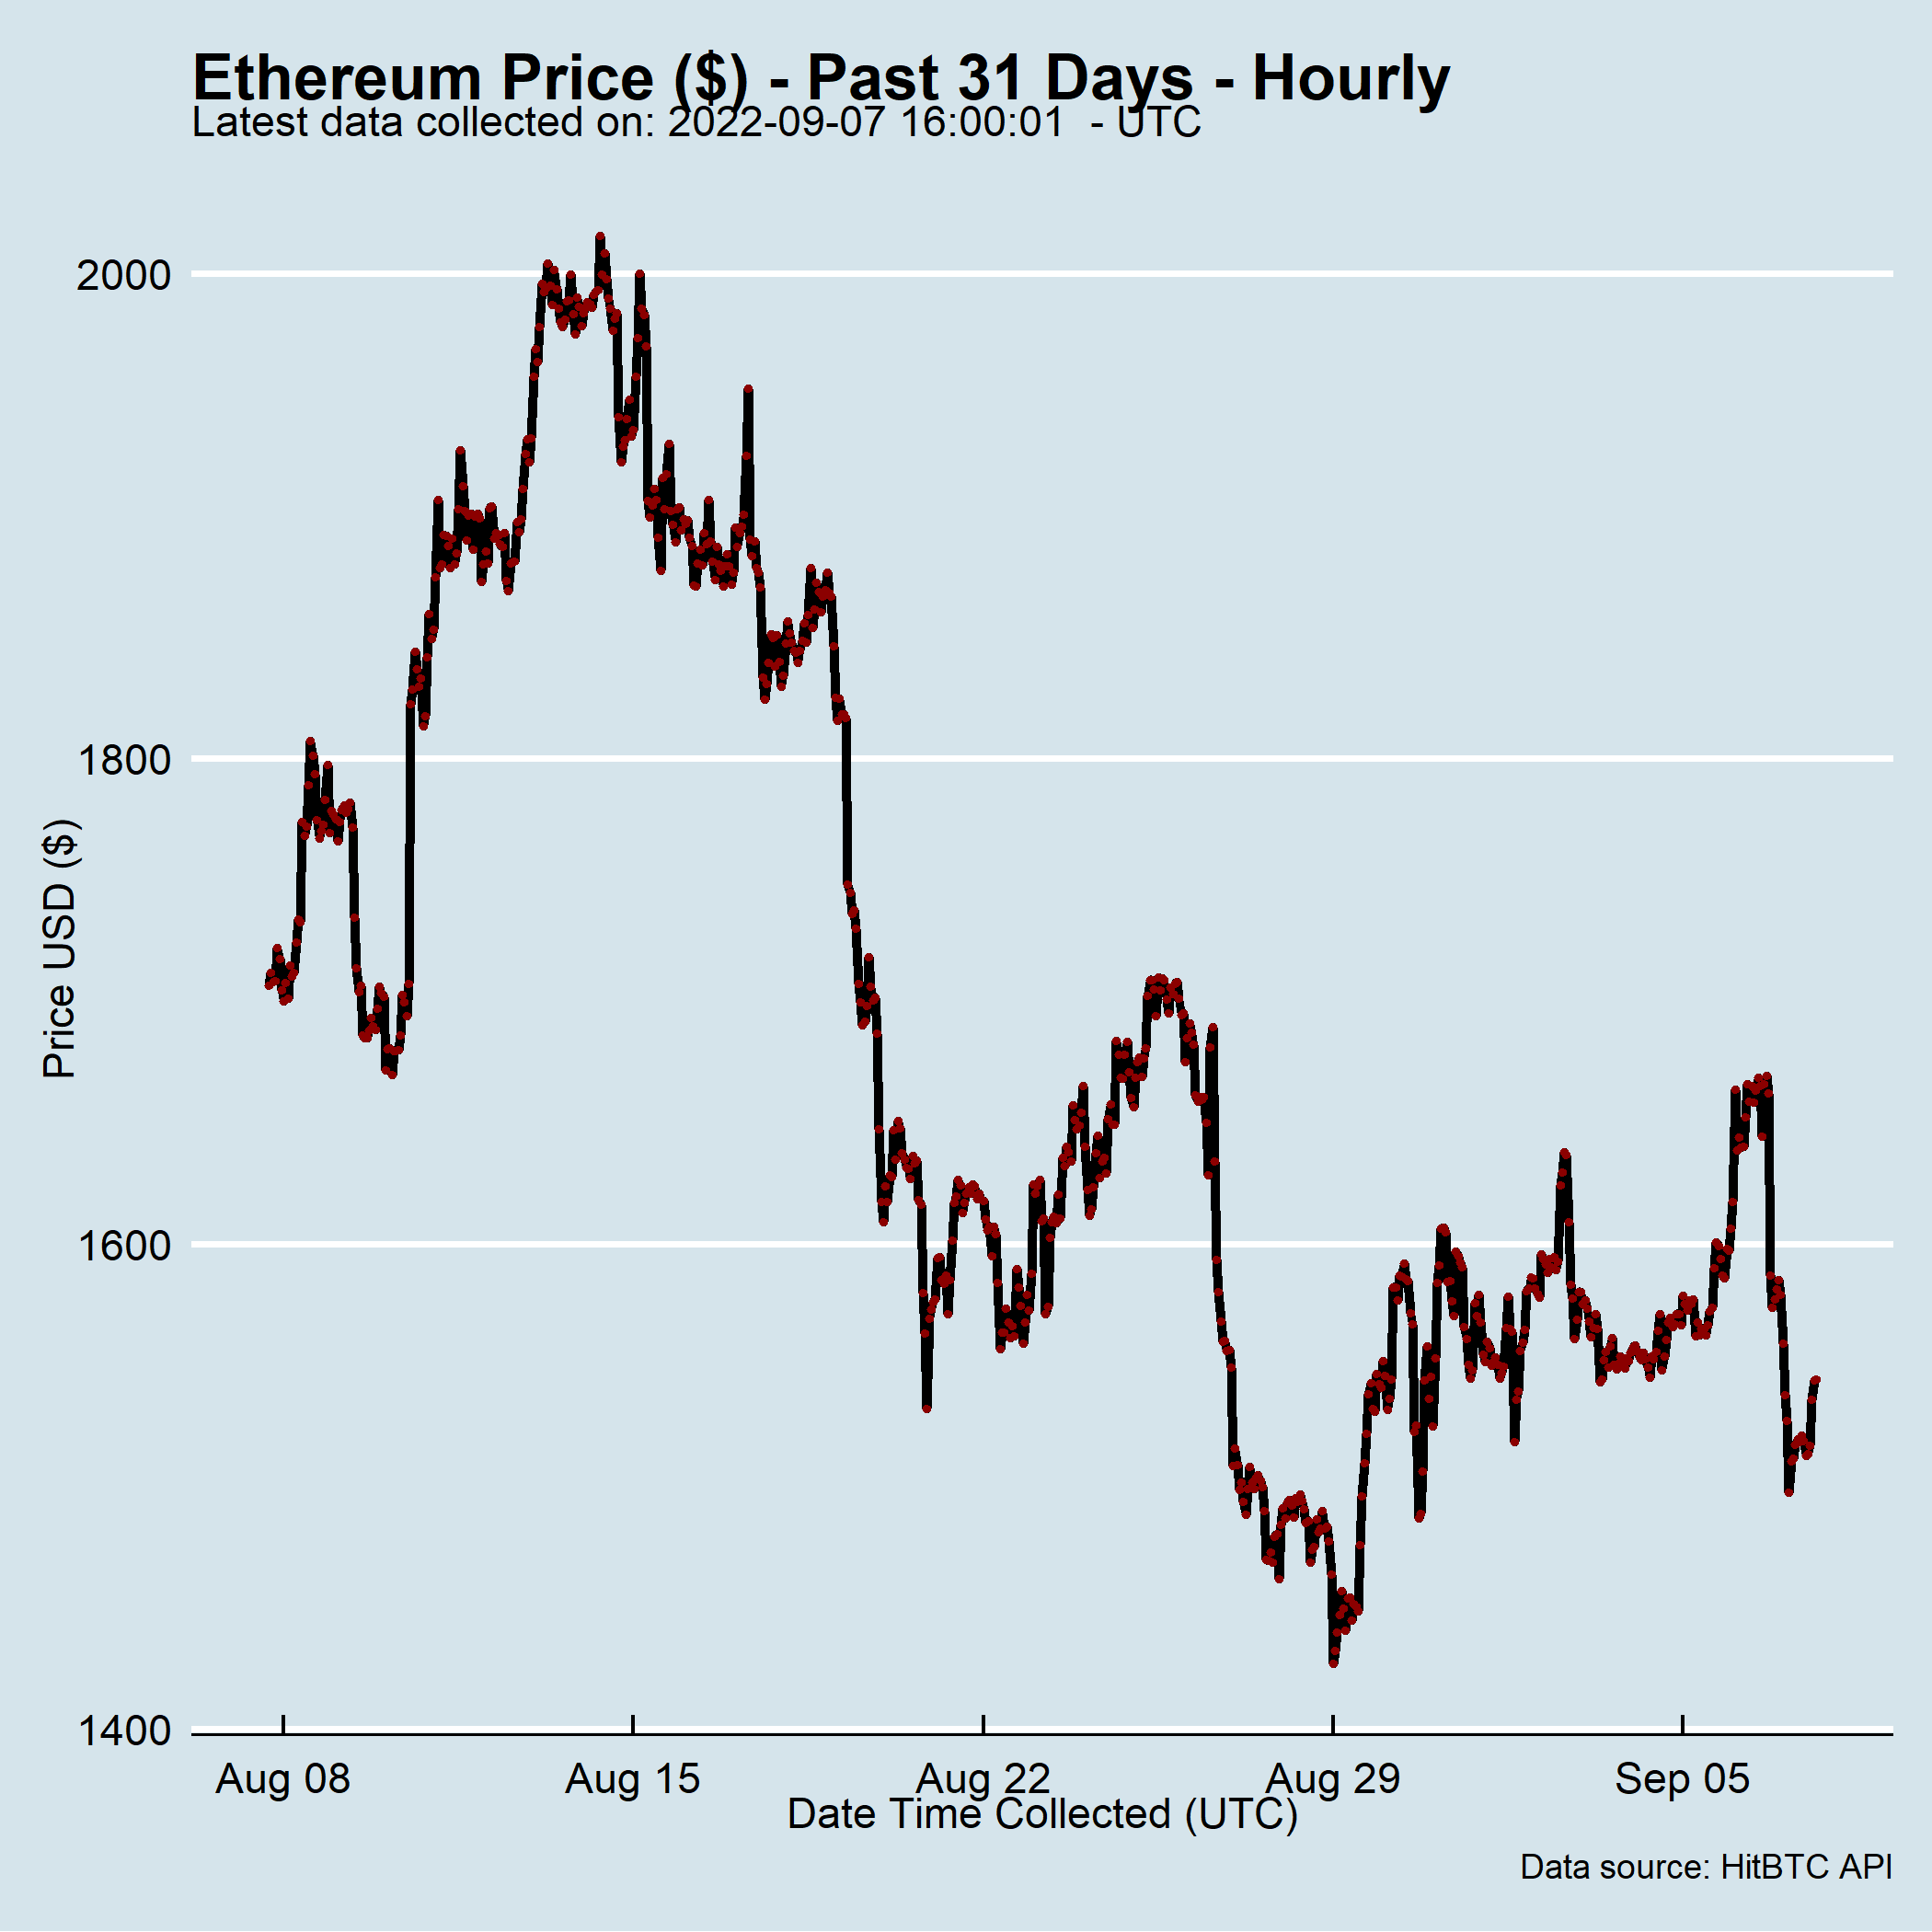 Ethereum Price ($) - Past 31 Days - Hourly
Latest data collected on: 2022-09-07 16:00:01  - UTC
2000
1800
1600
1400
Price USD ($)
Aug 08
Aug 15
Aug 22
Aug 29
Sep 05
Date Time Collected (UTC)
Data source: HitBTC API